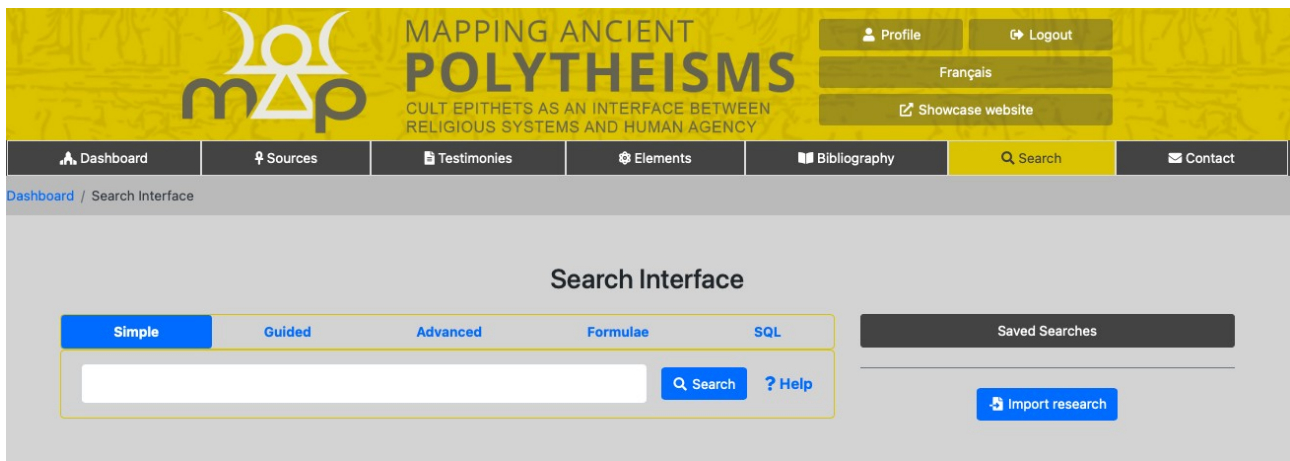 map
MAPPING ANCIENT
POLYTHEISMS
CULT EPITHETS AS AN INTERFACE BETWEEN
RELIGIOUS SYSTEMS AND HUMAN AGENCY
Profile Logout
Français
Showcase website
Dashboard Sources Testimonies Elements Bibliography Search Contact
Dashboard / Search Interface
Search Interface
Simple Guided Advanced Formulae SQL
Saved Searches
Search ? Help
Import research